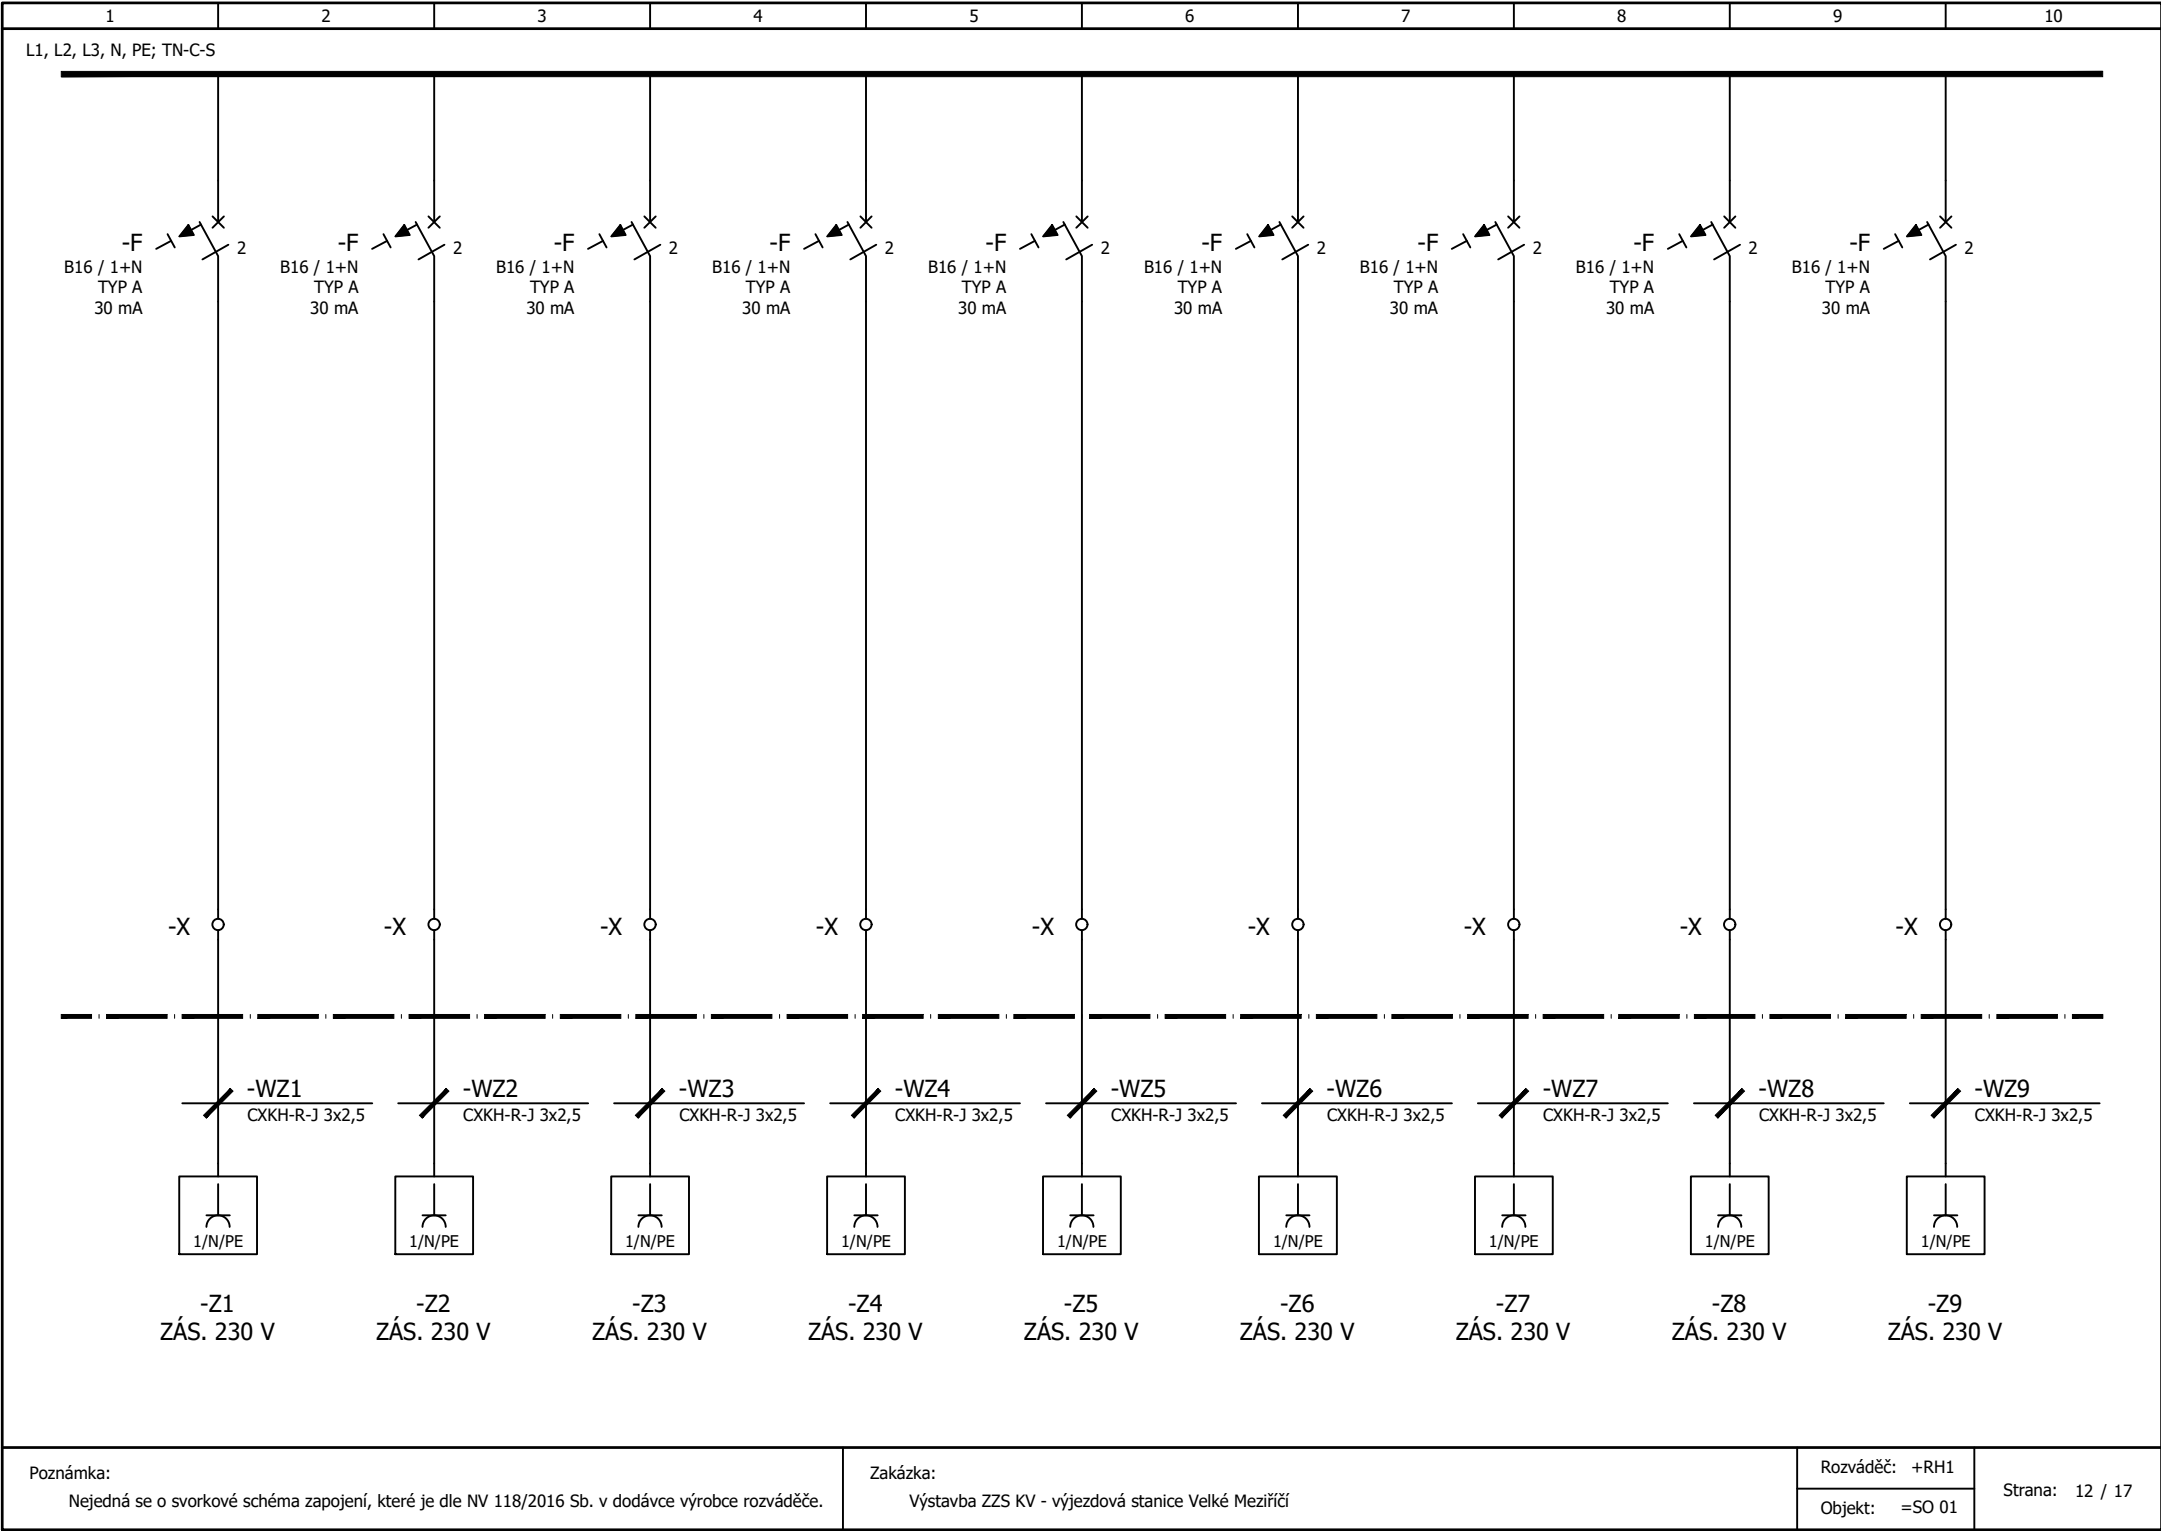 1 2 3 4 5 6 7 8 9 10
L1, L2, L3, N, PE; TN-C-S
-F 2 -F 2 -F 2 -F 2 -F 2 -F 2 -F 2 -F 2 -F 2
B16 / 1+N B16 / 1+N B16 / 1+N B16 / 1+N B16 / 1+N B16 / 1+N B16 / 1+N B16 / 1+N B16 / 1+N
TYP A TYP A TYP A TYP A TYP A TYP A TYP A TYP A TYP A
30 mA 30 mA 30 mA 30 mA 30 mA 30 mA 30 mA 30 mA 30 mA
-X -X -X -X -X -X -X -X -X
-WZ1 -WZ2 -WZ3 -WZ4 -WZ5 -WZ6 -WZ7 -WZ8 -WZ9
CXKH-R-J 3x2,5 CXKH-R-J 3x2,5 CXKH-R-J 3x2,5 CXKH-R-J 3x2,5 CXKH-R-J 3x2,5 CXKH-R-J 3x2,5 CXKH-R-J 3x2,5 CXKH-R-J 3x2,5 CXKH-R-J 3x2,5
1/N/PE 1/N/PE 1/N/PE 1/N/PE 1/N/PE 1/N/PE 1/N/PE 1/N/PE 1/N/PE
-Z1 -Z2 -Z3 -Z4 -Z5 -Z6 -Z7 -Z8 -Z9
ZÁS. 230 V ZÁS. 230 V ZÁS. 230 V ZÁS. 230 V ZÁS. 230 V ZÁS. 230 V ZÁS. 230 V ZÁS. 230 V ZÁS. 230 V
Poznámka:
Nejedná se o svorkové schéma zapojení, které je dle NV 118/2016 Sb. v dodávce výrobce rozváděče.
Zakázka:
Výstavba ZZS KV - výjezdová stanice Velké Meziříčí
Rozváděč: +RH1
Objekt: =SO 01
Strana: 12 / 17